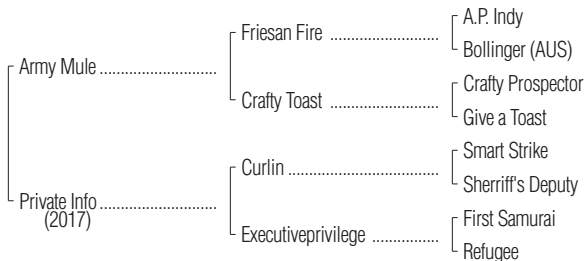 A.P. Indy
Friesan Fire ..............................
Bollinger (AUS)
Army Mule ................................
Crafty Prospector
Crafty Toast ..............................
Give a Toast
Smart Strike
Curlin .........................................
Sherriff's Deputy
Private Info ................................
(2017)
First Samurai
Executiveprivilege ..................
Refugee